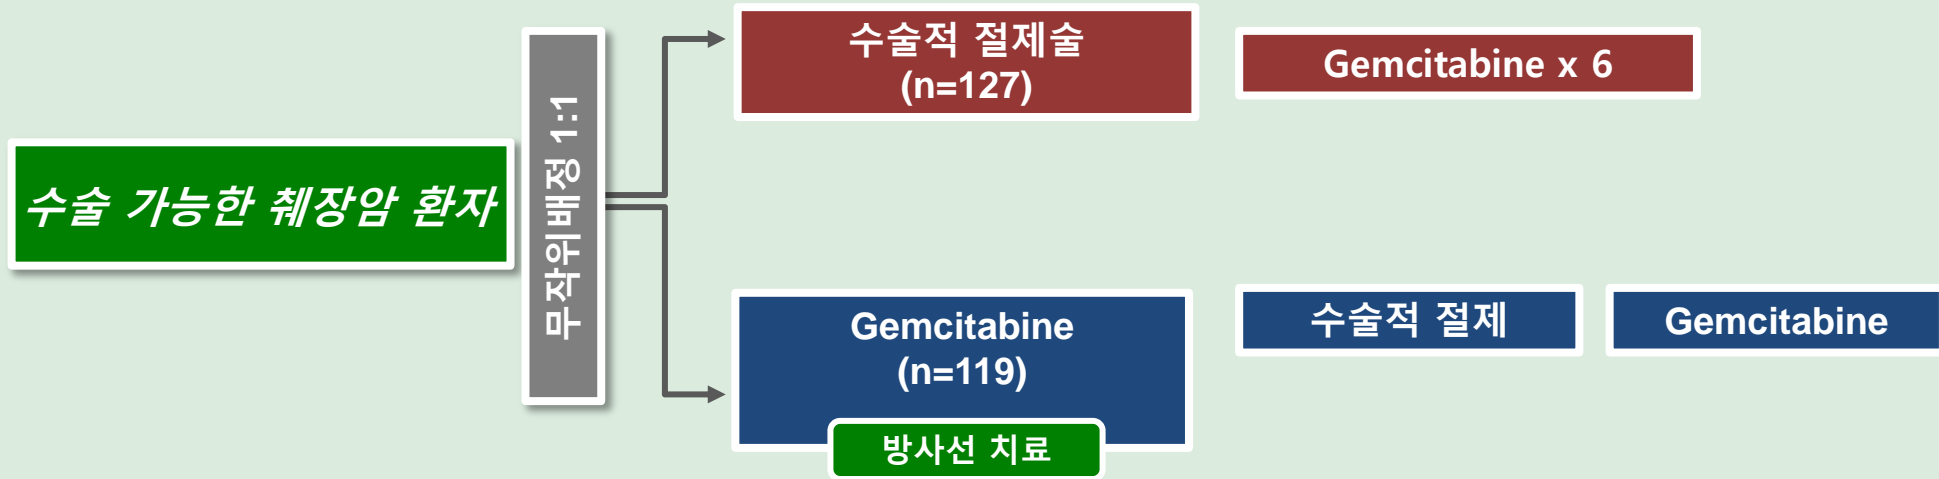 수술 가능한 췌장암 환자
무작위배정 1:1
수술적 절제술
(n=127)
Gemcitabine x 6
Gemcitabine
(n=119)
방사선 치료
수술적 절제
Gemcitabine